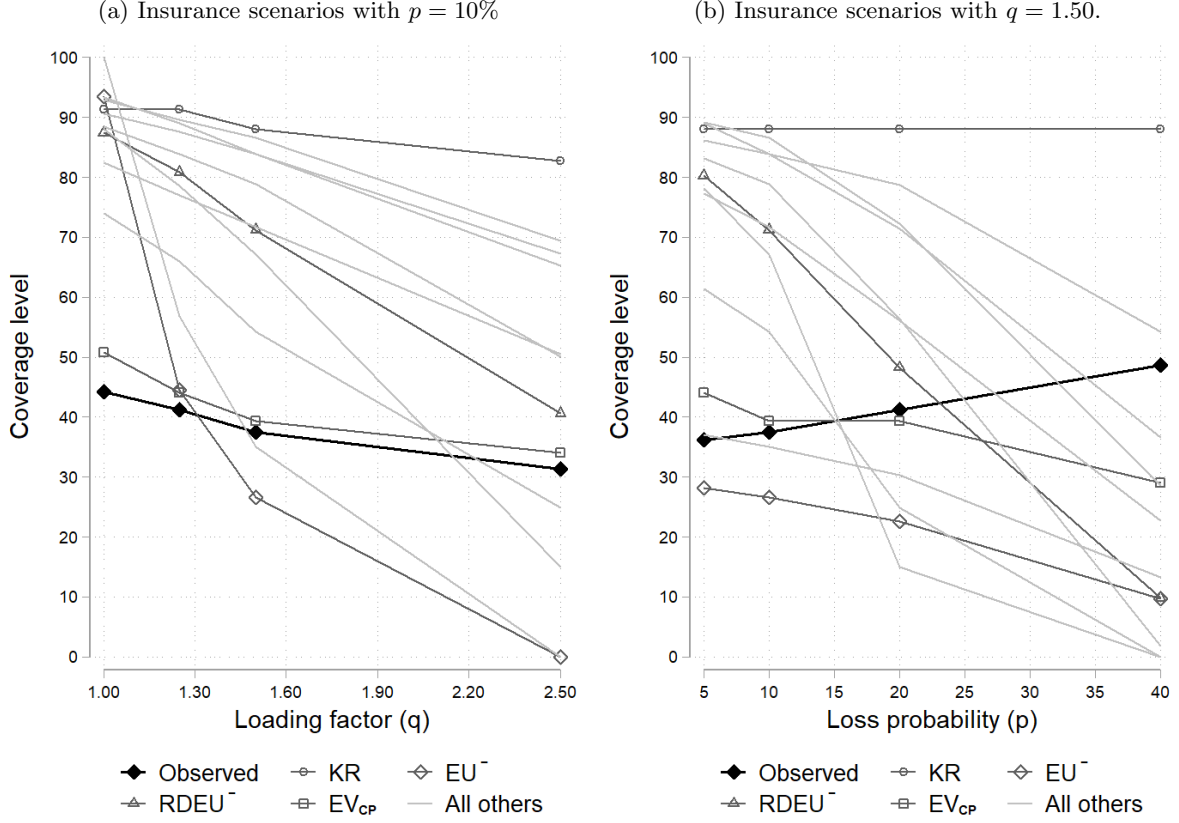 (a) Insurance scenarios with p = 10%
(b) Insurance scenarios with q = 1.50.
Coverage level
100
90
80
70
60
50
40
30
20
10
0
1.00 1.30 1.60 1.90 2.20 2.50
Loading factor (q)
Observed KR EU⁻
RDEU⁻ EV_CP All others
Coverage level
100
90
80
70
60
50
40
30
20
10
0
5 10 15 20 25 30 35 40
Loss probability (p)
Observed KR EU⁻
RDEU⁻ EV_CP All others